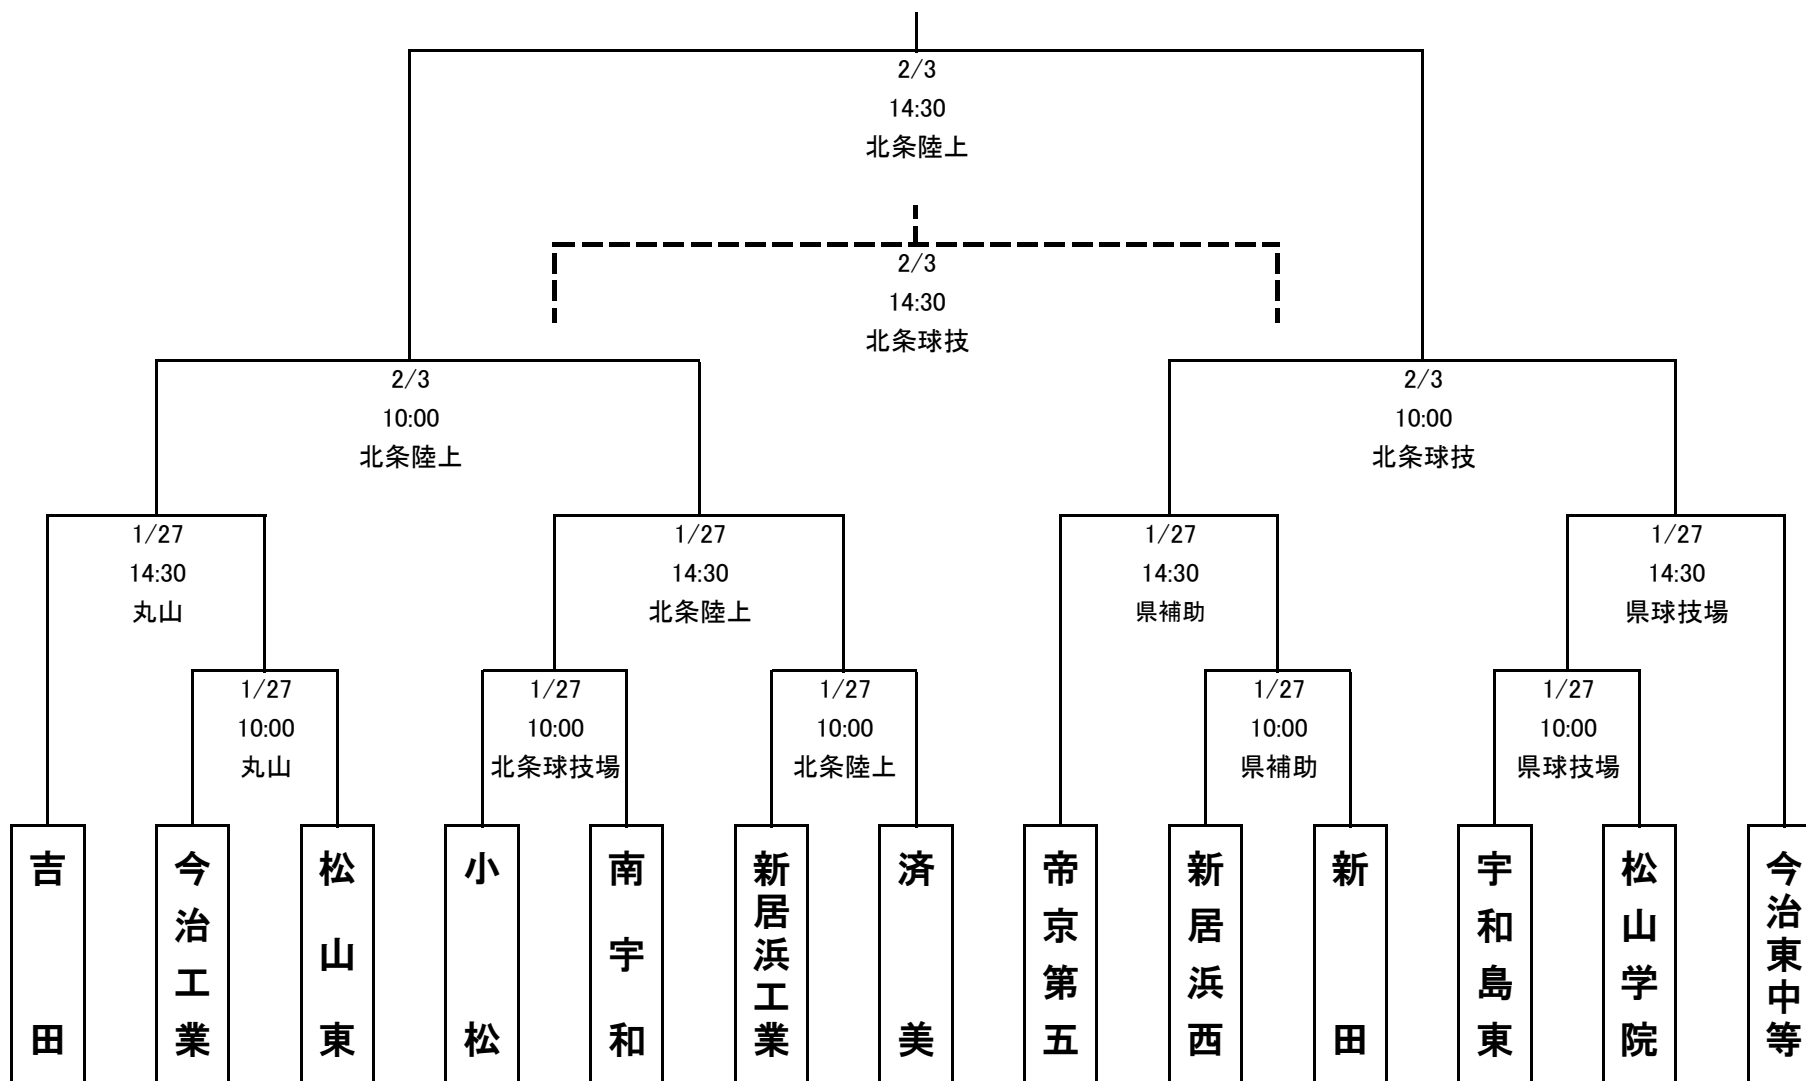 2/3
14:30
北条陸上
2/3
14:30
北条球技
2/3
10:00
北条陸上
2/3
10:00
北条球技
1/27
14:30
丸山
1/27
14:30
北条陸上
1/27
14:30
県補助
1/27
14:30
県球技場
1/27
10:00
丸山
1/27
10:00
北条球技場
1/27
10:00
北条陸上
1/27
10:00
県補助
1/27
10:00
県球技場
吉田
今治工業
松山東
小松
南宇和
新居浜工業
済美
帝京第五
新居浜西
新田
宇和島東
松山学院
今治東中等